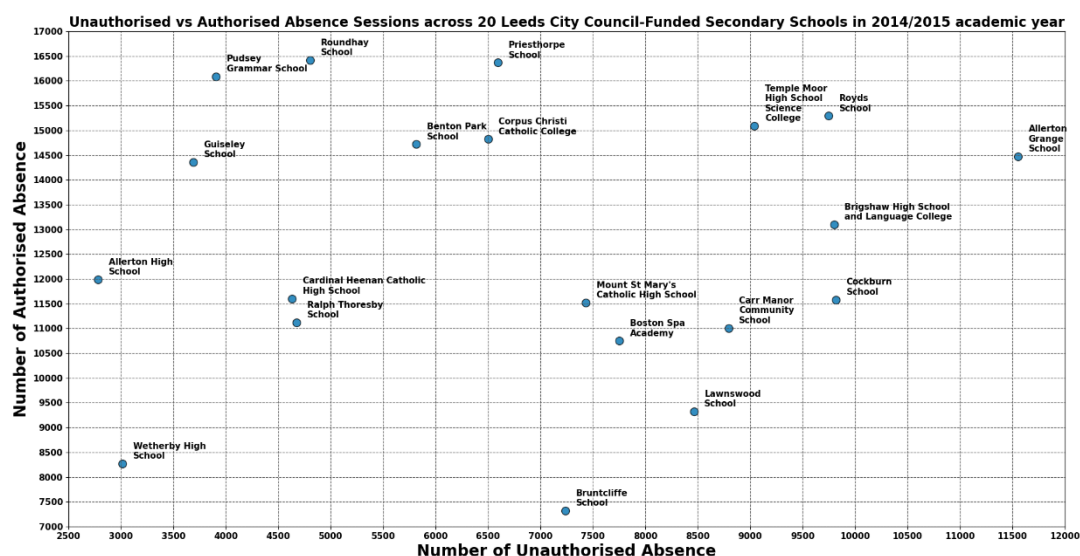 Unauthorised vs Authorised Absence Sessions across 20 Leeds City Council-Funded Secondary Schools in 2014/2015 academic year
Number of Authorised Absence
17000
16500
16000
15500
15000
14500
14000
13500
13000
12500
12000
11500
11000
10500
10000
9500
9000
8500
8000
7500
7000
Roundhay
School
Priesthorpe
School
Pudsey
Grammar School
Temple Moor
High School
Science
College
Royds
School
Allerton
Grange
School
Benton Park
School
Corpus Christi
Catholic College
Guiseley
School
Brigshaw High School
and Language College
Allerton High
School
Cardinal Heenan Catholic
High School
Ralph Thoresby
School
Mount St Mary's
Catholic High School
Cockburn
School
Carr Manor
Community
School
Boston Spa
Academy
Lawnswood
School
Wetherby High
School
Bruntcliffe
School
2500 3000 3500 4000 4500 5000 5500 6000 6500 7000 7500 8000 8500 9000 9500 10000 10500 11000 11500 12000
Number of Unauthorised Absence